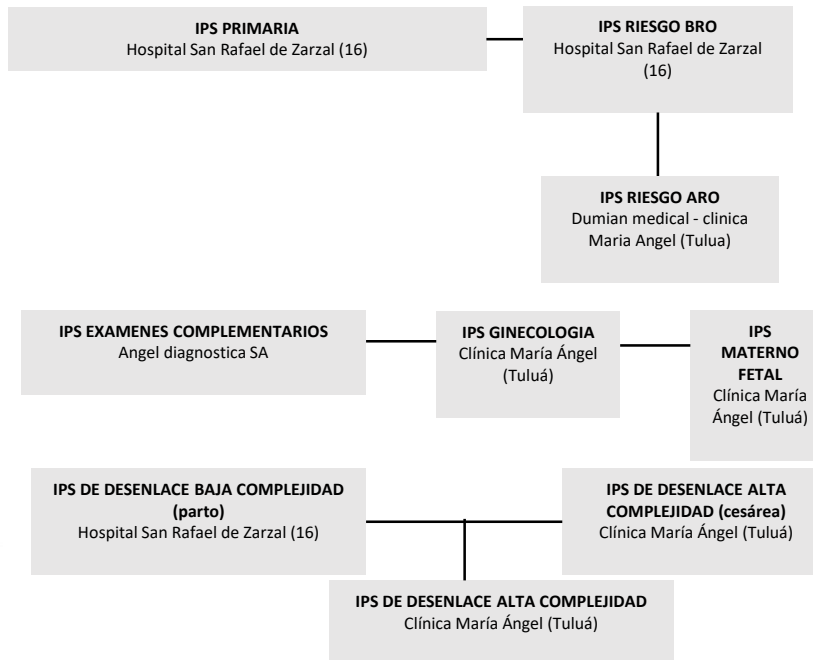 IPS PRIMARIA
Hospital San Rafael de Zarzal (16)
IPS RIESGO BRO
Hospital San Rafael de Zarzal
(16)
IPS RIESGO ARO
Dumian medical - clinica
Maria Angel (Tulua)
IPS EXAMENES COMPLEMENTARIOS
Angel diagnostica SA
IPS GINECOLOGIA
Clínica María Ángel
(Tuluá)
IPS
MATERNO
FETAL
Clínica María
Ángel (Tuluá)
IPS DE DESENLACE BAJA COMPLEJIDAD
(parto)
Hospital San Rafael de Zarzal (16)
IPS DE DESENLACE ALTA
COMPLEJIDAD (cesárea)
Clínica María Ángel (Tuluá)
IPS DE DESENLACE ALTA COMPLEJIDAD
Clínica María Ángel (Tuluá)